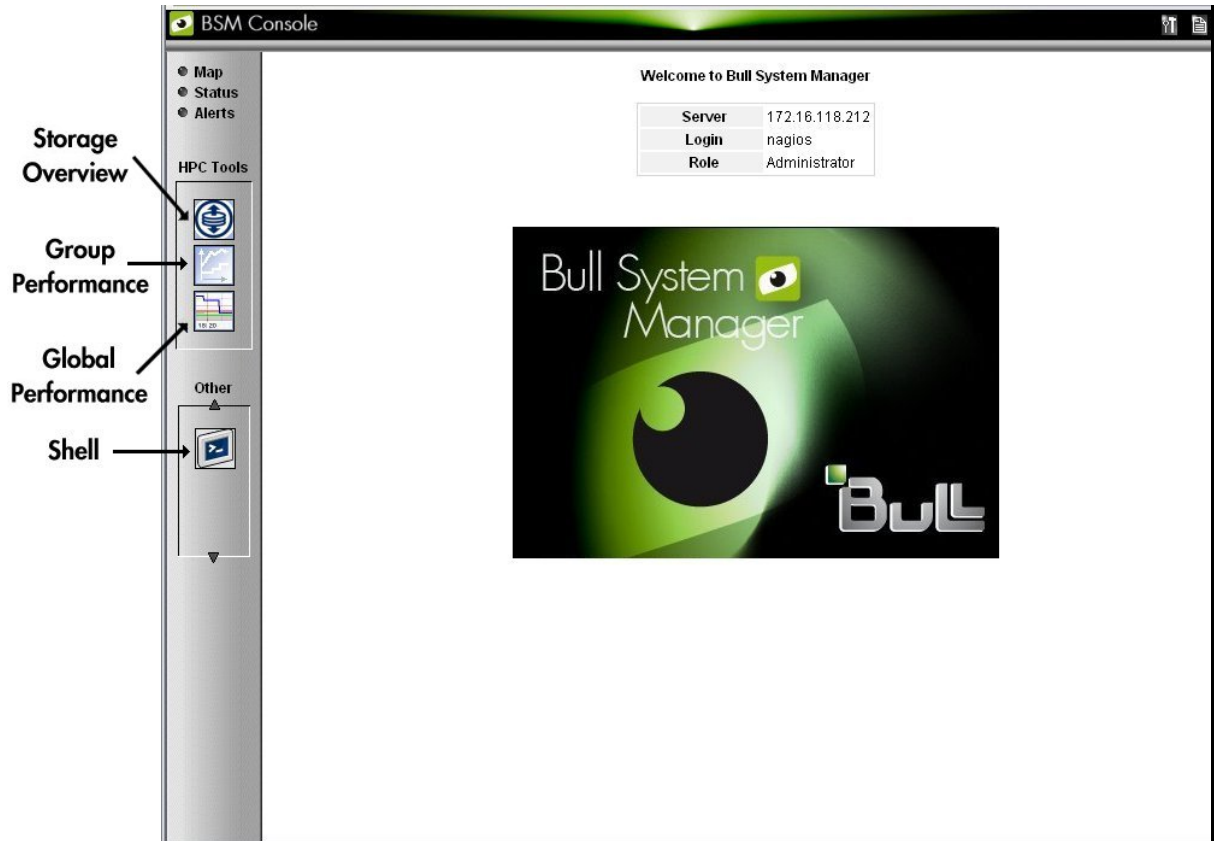 BSM Console
Map
Status
Alerts
HPC Tools
Other
Storage
Overview
Group
Performance
Global
Performance
Shell
Welcome to Bull System Manager
Server 172.16.118.212
Login nagios
Role Administrator
Bull System
Manager
Bull